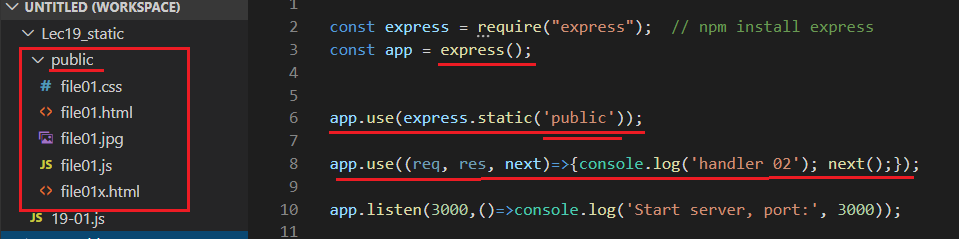 UNTITLED (WORKSPACE)
Lec19_static
public
# file01.css
<> file01.html
file01.jpg
JS file01.js
<> file01x.html
JS 19-01.js
1
2 const express = require("express"); // npm install express
3 const app = express();
4
5
6 app.use(express.static('public'));
7
8 app.use((req, res, next)=>{console.log('handler 02'); next();});
9
10 app.listen(3000,()=>console.log('Start server, port:', 3000));
11